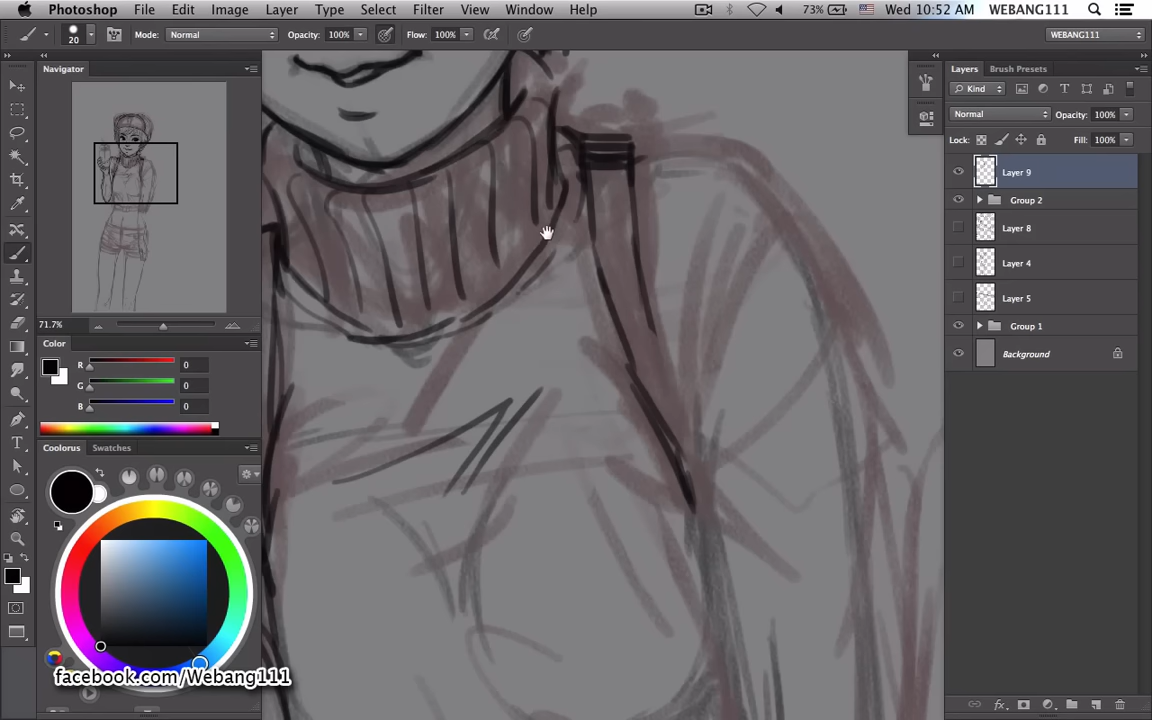 Photoshop File Edit Image Layer Type Select Filter View Window Help 73% Wed 10:52 AM WEBANG111
20 Mode: Normal Opacity: 100% Flow: 100% WEBANG111
Navigator
71.7%
Color
R 0
G 0
B 0
Colorus Swatches
facebook.com/Webang111
Layers Brush Presets
Kind
Normal Opacity: 100%
Lock: Fill: 100%
Layer 9
Group 2
Layer 8
Layer 4
Layer 5
Group 1
Background
fx